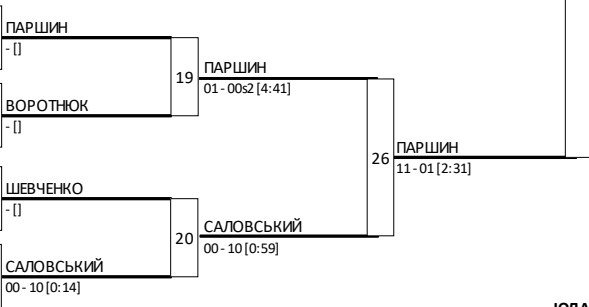 ПАРШИН
- []
19
ПАРШИН
01 - 00s2 [4:41]
ВОРОТНЮК
- []
26
ПАРШИН
11 - 01 [2:31]
ШЕВЧЕНКО
- []
20
САЛОВСЬКИЙ
00 - 10 [0:59]
САЛОВСЬКИЙ
00 - 10 [0:14]